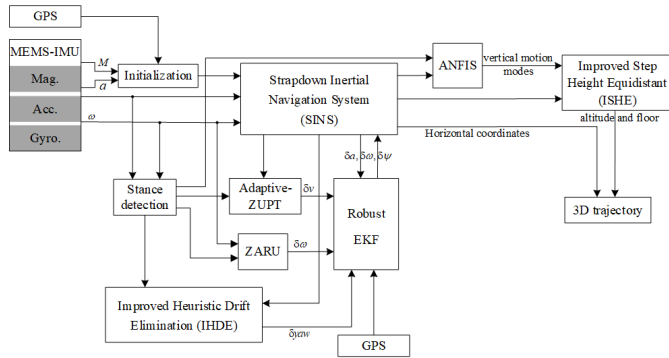 GPS
MEMS-IMU
M
Mag.
a
Initialization
Acc.
ω
Gyro.
Strapdown Inertial
Navigation System
(SINS)
ANFIS
vertical motion
modes
Improved Step
Height Equidistant
(ISHE)
altitude and floor
Horizontal coordinates
δa, δω, δψ
Stance
detection
Adaptive-
ZUPT
δv
Robust
EKF
3D trajectory
ZARU
δω
Improved Heuristic Drift
Elimination (IHDE)
δyaw
GPS